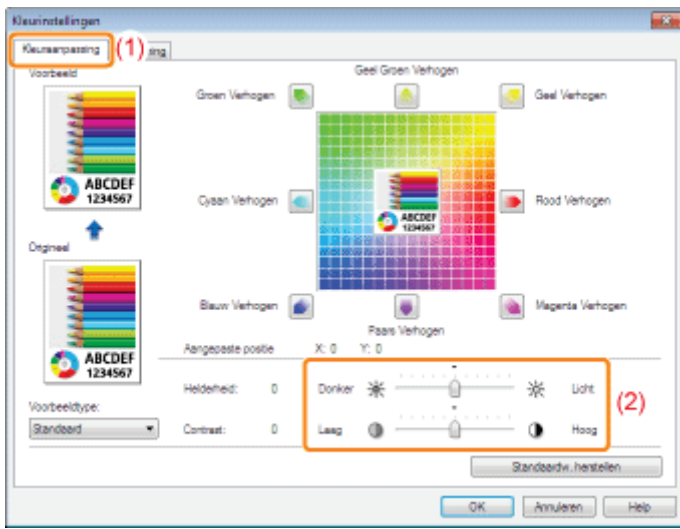 Kleurinstellingen
Kleuraanpassing (1) ing
Voorbeeld
Geel Groen Verhogen
Groen Verhogen
Geel Verhogen
ABCDEF
1234567
Cyaan Verhogen
ABCDEF
1234567
Rood Verhogen
Origineel
Blauw Verhogen
Magenta Verhogen
Paars Verhogen
ABCDEF
1234567
Aangepaste positie X: 0 Y: 0
Helderheid: 0 Donker Licht
(2)
Voorbeeldtype:
Standaard
Contrast: 0 Laag Hoog
Standaardw. herstellen
OK Annuleren Help